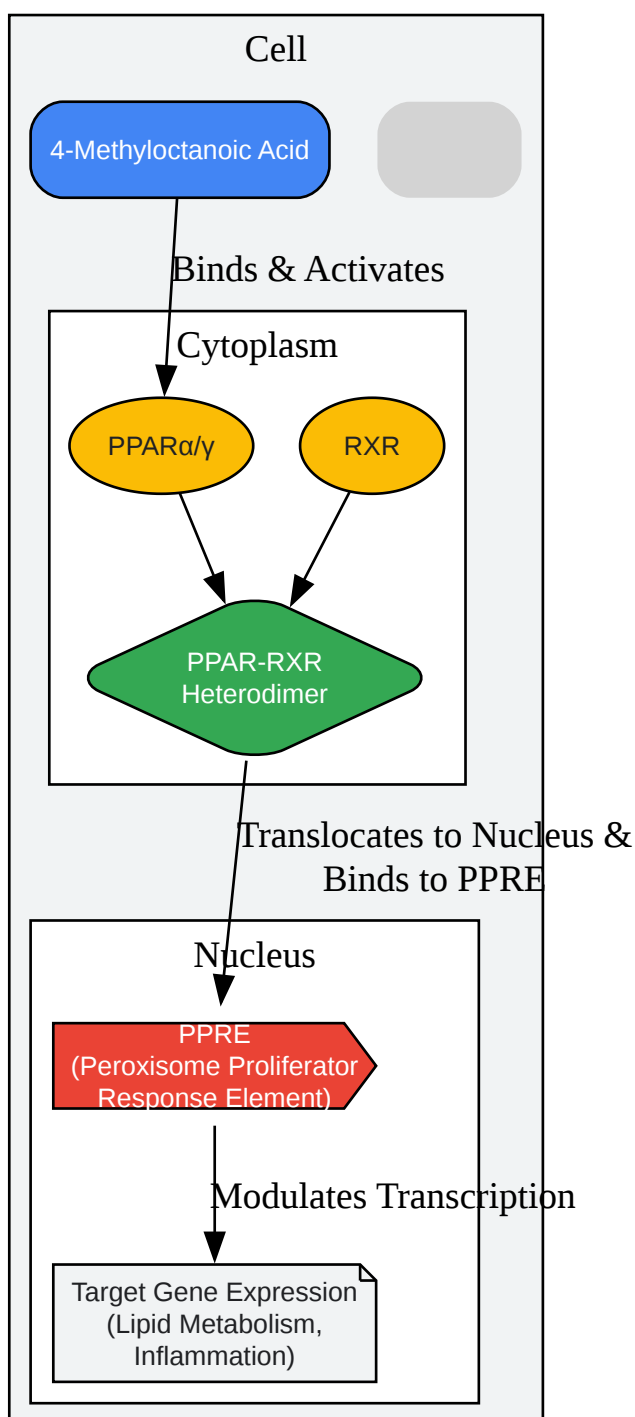 Cell
4-Methyloctanoic Acid
Binds & Activates
Cytoplasm
PPARα/γ
RXR
PPAR-RXR
Heterodimer
Translocates to Nucleus &
Binds to PPRE
Nucleus
PPRE
(Peroxisome Proliferator
Response Element)
Modulates Transcription
Target Gene Expression
(Lipid Metabolism,
Inflammation)